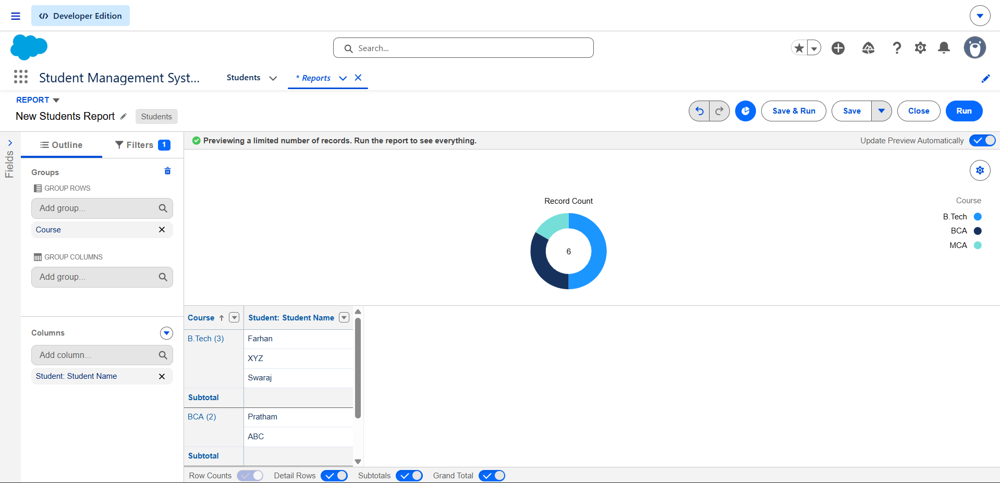 Developer Edition
Search...
Student Management Syst...
Students
* Reports
REPORT
New Students Report
Students
Save & Run
Save
Close
Run
Fields
Outline
Filters
1
Previewing a limited number of records. Run the report to see everything.
Update Preview Automatically
Groups
GROUP ROWS
Add group...
Course
GROUP COLUMNS
Add group...
Columns
Add column...
Student: Student Name
Record Count
6
Course
B.Tech
BCA
MCA
Course
Student: Student Name
B.Tech (3)
Farhan
XYZ
Swaraj
Subtotal
BCA (2)
Pratham
ABC
Subtotal
Row Counts
Detail Rows
Subtotals
Grand Total